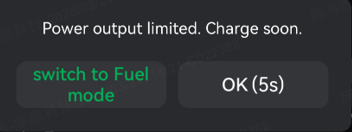 Power output limited. Charge soon.
switch to Fuel
mode
OK(5s)